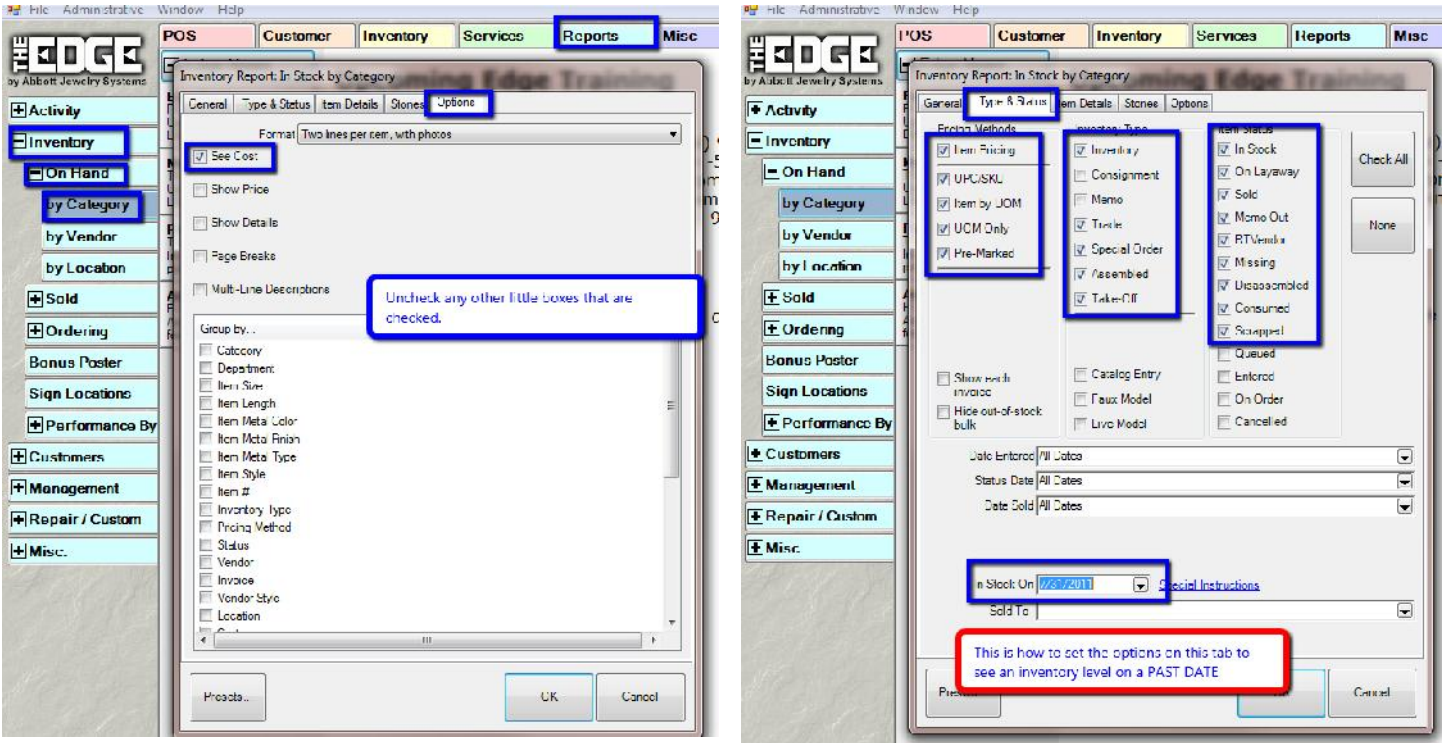 File Administrative Window Help
THE EDGE
by Abbott Jewelry Systems
POS Customer Inventory Services Reports Misc
Activity
Inventory
On Hand
by Category
by Vendor
by Location
Sold
Ordering
Bonus Poster
Sign Locations
Performance By
Customers
Management
Repair / Custom
Misc.
Upcoming Edge Training
Inventory Report: In Stock by Category
General Type & Status Item Details Stones Options
Format Two lines per item, with photos
See Cost
Show Price
Show Details
Page Breaks
Multi-Line Descriptions
Uncheck any other little boxes that are
checked.
Group by...
Category
Department
Item Size
Item Length
Item Metal Color
Item Metal Finish
Item Metal Type
Item Style
Item #
Inventory Type
Pricing Method
Status
Vendor
Invoice
Vendor Style
Location
Presets...
OK Cancel
File Administrative Window Help
THE EDGE
by Abbott Jewelry Systems
POS Customer Inventory Services Reports Misc
Activity
Inventory
On Hand
by Category
by Vendor
by Location
Sold
Ordering
Bonus Poster
Sign Locations
Performance By
Customers
Management
Repair / Custom
Misc.
Edge Training
Inventory Report: In Stock by Category
General Type & Status Item Details Stones Options
Pricing Methods
Item Pricing
UPC/SKU
Item by UOM
UOM Only
Pre-Marked
Show each
invoice
Hide out-of-stock
bulk
Inventory Type
Inventory
Consignment
Memo
Trade
Special Order
Assembled
Take-Off
Catalog Entry
Faux Model
Live Model
Item Status
In Stock
On Layaway
Sold
Memo Out
RTVendor
Missing
Disassembled
Consumed
Scrapped
Queued
Entered
On Order
Cancelled
Check All
None
Date Entered All Dates
Status Date All Dates
Date Sold All Dates
In Stock On 7/31/2011 Special Instructions
Sold To
This is how to set the options on this tab to
see an inventory level on a PAST DATE
Cancel